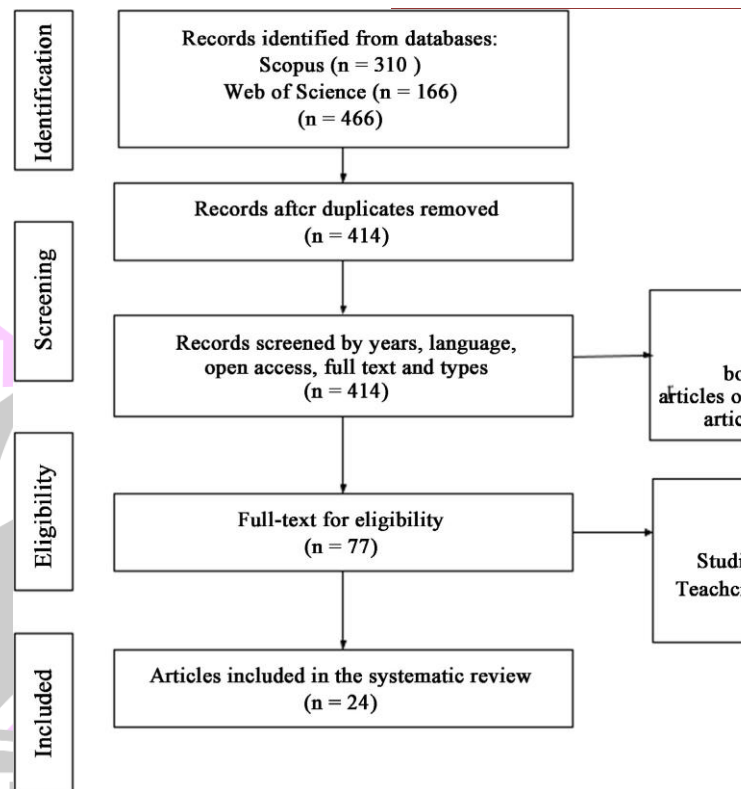 Identification
Records identified from databases:
Scopus (n = 310 )
Web of Science (n = 166)
(n = 466)
Records aftcr duplicates removed
(n = 414)
Screening
Records screened by years, language,
open access, full text and types
(n = 414)
bo
articles o
artic
Eligibility
Full-text for eligibility
(n = 77)
Studi
Teachc
Included
Articles included in the systematic review
(n = 24)